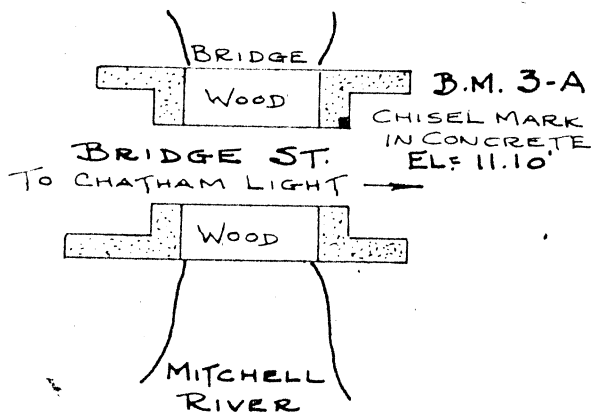 BRIDGE
WOOD
B.M. 3-A
CHISEL MARK
IN CONCRETE
EL= 11.10'
BRIDGE ST.
TO CHATHAM LIGHT
WOOD
MITCHELL
RIVER